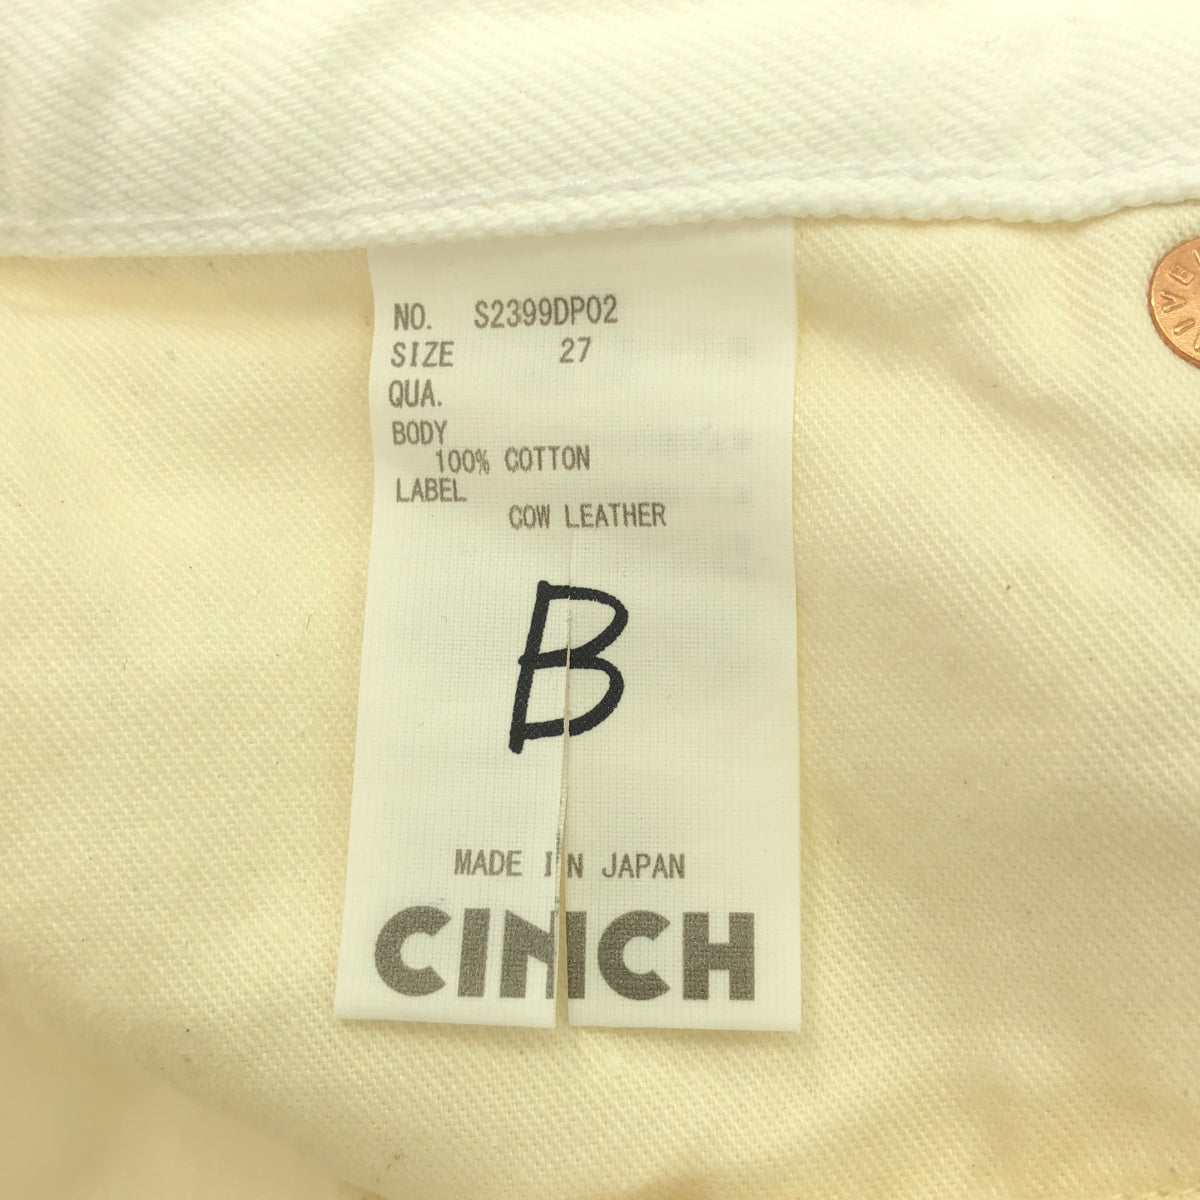 NO. S2399DP02
SIZE 27
QUA.
BODY
100% COTTON
LABEL
COW LEATHER
B
MADE IN JAPAN
CINCH